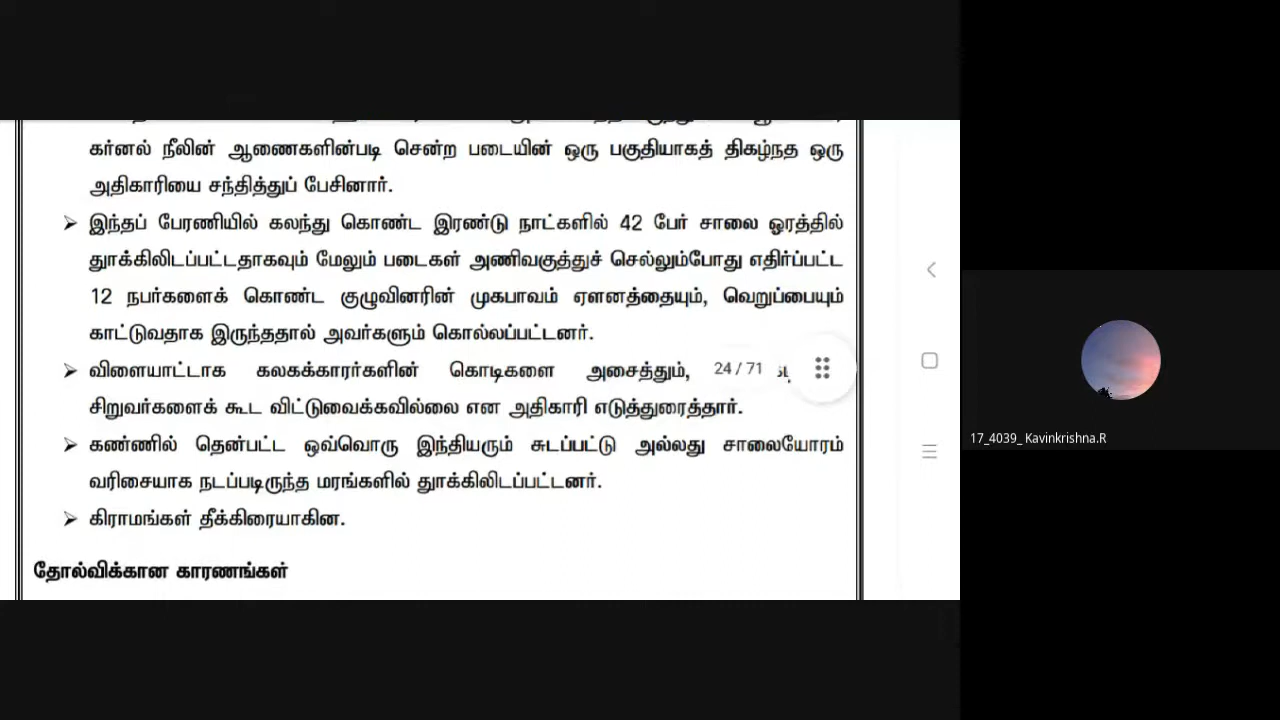 கர்னல் நீலின் ஆணைகளின்படி சென்ற படையின் ஒரு பகுதியாகத் திகழ்நத ஒரு
அதிகாரியை சந்தித்துப் பேசினார்.
➢ இந்தப் பேரணியில் கலந்து கொண்ட இரண்டு நாட்களில் 42 பேர் சாலை ஓரத்தில்
தூக்கிலிடப்பட்டதாகவும் மேலும் படைகள் அணிவகுத்துச் செல்லும்போது எதிர்ப்பட்ட
12 நபர்களைக் கொண்ட குழுவினரின் முகபாவம் ஏளனத்தையும், வெறுப்பையும்
காட்டுவதாக இருந்ததால் அவர்களும் கொல்லப்பட்டனர்.
➢ விளையாட்டாக கலகக்காரர்களின் கொடிகளை அசைத்தும்,
24 / 71
சிறுவர்களைக் கூட விட்டுவைக்கவில்லை என அதிகாரி எடுத்துரைத்தார்.
➢ கண்ணில் தென்பட்ட ஒவ்வொரு இந்தியரும் சுடப்பட்டு அல்லது சாலையோரம்
வரிசையாக நடப்படிருந்த மரங்களில் தூக்கிலிடப்பட்டனர்.
➢ கிராமங்கள் தீக்கிரையாகின.
தோல்விக்கான காரணங்கள்
17_4039_ Kavinkrishna.R